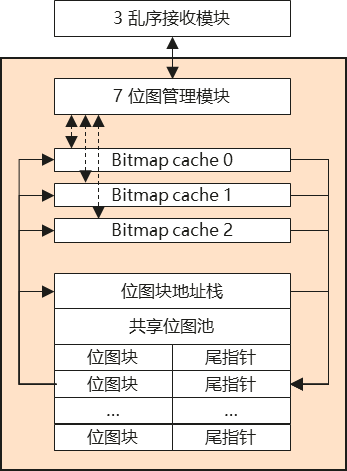 3 乱序接收模块
7 位图管理模块
Bitmap cache 0
Bitmap cache 1
Bitmap cache 2
位图块地址栈
共享位图池
位图块 尾指针
位图块 尾指针
... ...
位图块 尾指针